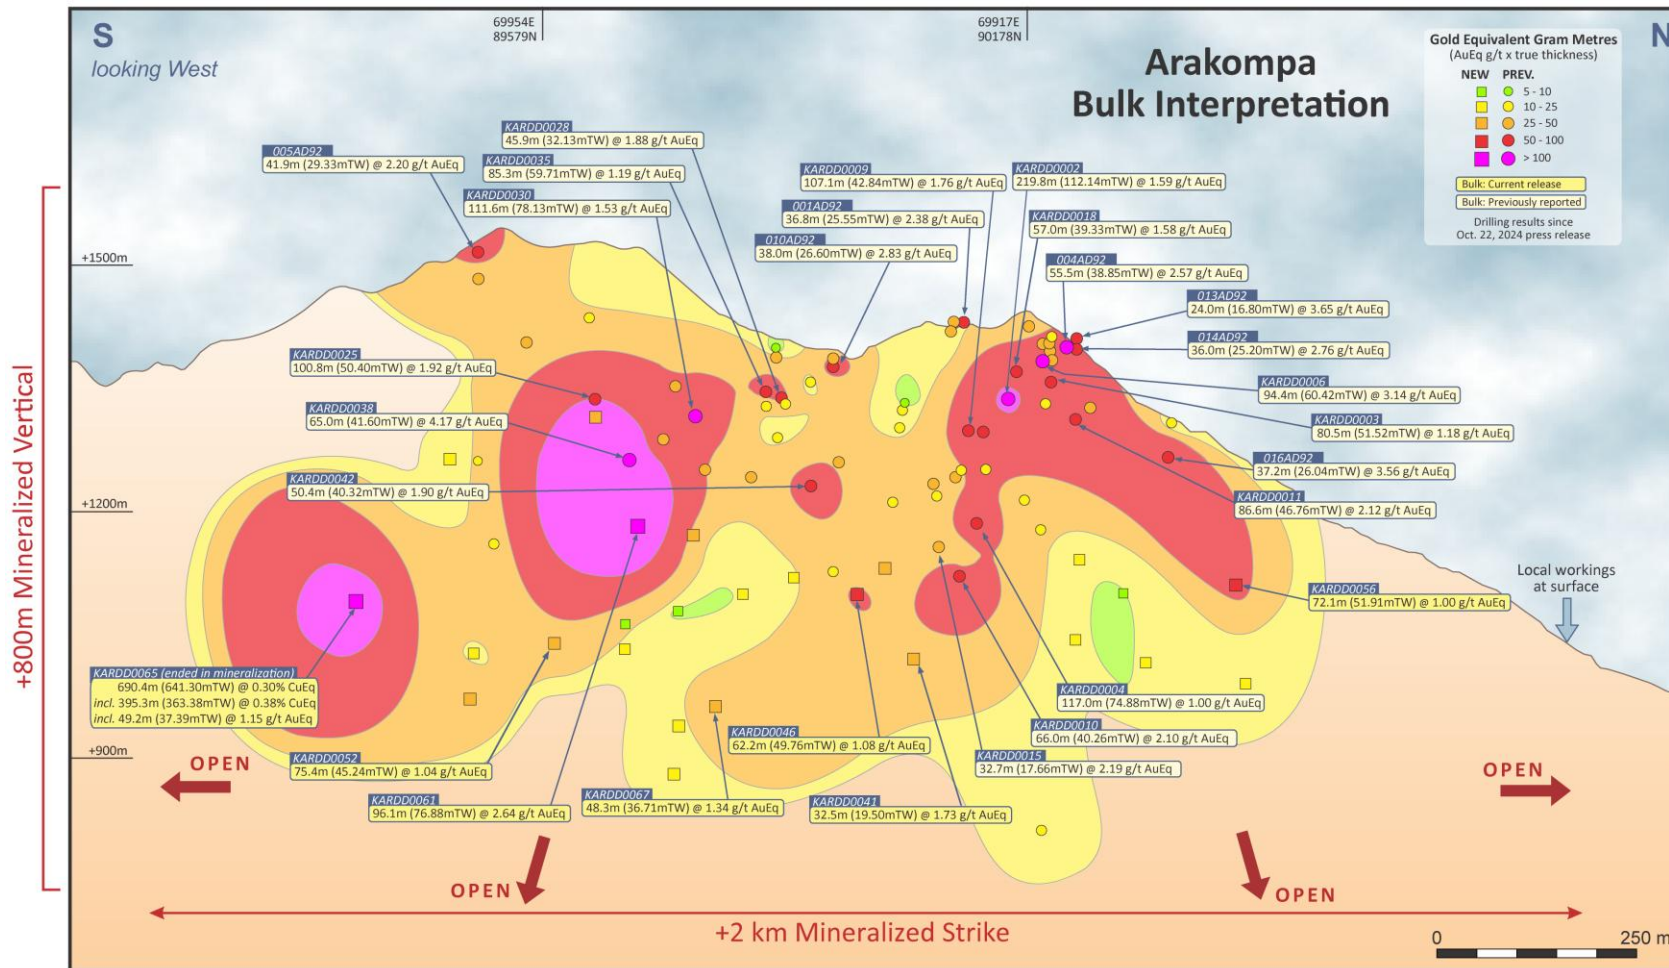 S
looking West
69954E
89579N
69917E
90178N
N
Arakompa
Bulk Interpretation
Gold Equivalent Gram Metres
(AuEq g/t x true thickness)
NEW PREV.
5 - 10
10 - 25
25 - 50
50 - 100
> 100
Bulk: Current release
Bulk: Previously reported
Drilling results since
Oct. 22, 2024 press release
KARDD0028
45.9m (32.13mTW) @ 1.88 g/t AuEq
005AD92
41.9m (29.33mTW) @ 2.20 g/t AuEq
KARDD0035
85.3m (59.71mTW) @ 1.19 g/t AuEq
KARDD0030
111.6m (78.13mTW) @ 1.53 g/t AuEq
KARDD0009
107.1m (42.84mTW) @ 1.76 g/t AuEq
KARDD0002
219.8m (112.14mTW) @ 1.59 g/t AuEq
001AD92
36.8m (25.55mTW) @ 2.38 g/t AuEq
KARDD0018
57.0m (39.33mTW) @ 1.58 g/t AuEq
010AD92
38.0m (26.60mTW) @ 2.83 g/t AuEq
004AD92
55.5m (38.85mTW) @ 2.57 g/t AuEq
013AD92
24.0m (16.80mTW) @ 3.65 g/t AuEq
014AD92
36.0m (25.20mTW) @ 2.76 g/t AuEq
KARDD0006
94.4m (60.42mTW) @ 3.14 g/t AuEq
KARDD0003
80.5m (51.52mTW) @ 1.18 g/t AuEq
016AD92
37.2m (26.04mTW) @ 3.56 g/t AuEq
KARDD0011
86.6m (46.76mTW) @ 2.12 g/t AuEq
+1500m
+1200m
+900m
+800m Mineralized Vertical
KARDD0025
100.8m (50.40mTW) @ 1.92 g/t AuEq
KARDD0038
65.0m (41.60mTW) @ 4.17 g/t AuEq
KARDD0042
50.4m (40.32mTW) @ 1.90 g/t AuEq
Local workings
at surface
KARDD0056
72.1m (51.91mTW) @ 1.00 g/t AuEq
KARDD0065 (ended in mineralization)
690.4m (641.30mTW) @ 0.30% CuEq
incl. 395.3m (363.38mTW) @ 0.38% CuEq
incl. 49.2m (37.39mTW) @ 1.15 g/t AuEq
KARDD0004
117.0m (74.88mTW) @ 1.00 g/t AuEq
KARDD0010
66.0m (40.26mTW) @ 2.10 g/t AuEq
KARDD0046
62.2m (49.76mTW) @ 1.08 g/t AuEq
KARDD0015
32.7m (17.66mTW) @ 2.19 g/t AuEq
KARDD0052
75.4m (45.24mTW) @ 1.04 g/t AuEq
KARDD0061
96.1m (76.88mTW) @ 2.64 g/t AuEq
KARDD0067
48.3m (36.71mTW) @ 1.34 g/t AuEq
KARDD0041
32.5m (19.50mTW) @ 1.73 g/t AuEq
OPEN
OPEN
OPEN
OPEN
+2 km Mineralized Strike
0 250 m